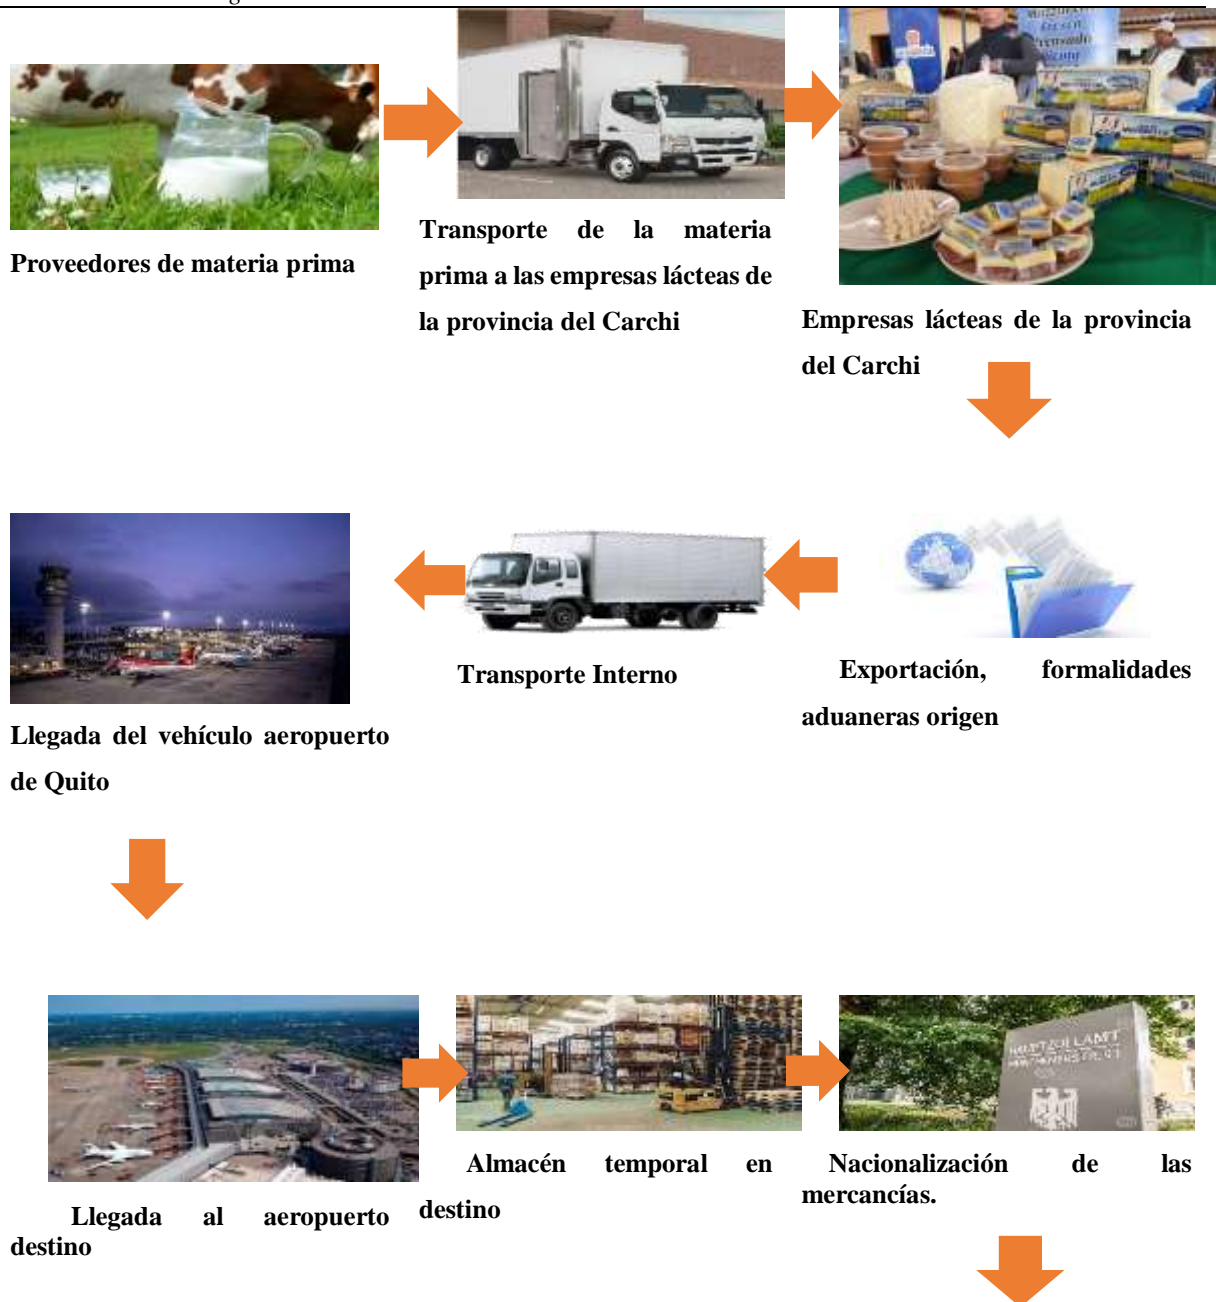 Proveedores de materia prima
Transporte de la materia
prima a las empresas lácteas de
la provincia del Carchi
Empresas lácteas de la provincia
del Carchi
Exportación, formalidades
aduaneras origen
Transporte Interno
Llegada del vehículo aeropuerto
de Quito
Llegada al aeropuerto
destino
Almacén temporal en
destino
HAUPTZOLLAMT
Nacionalización de las
mercancías.